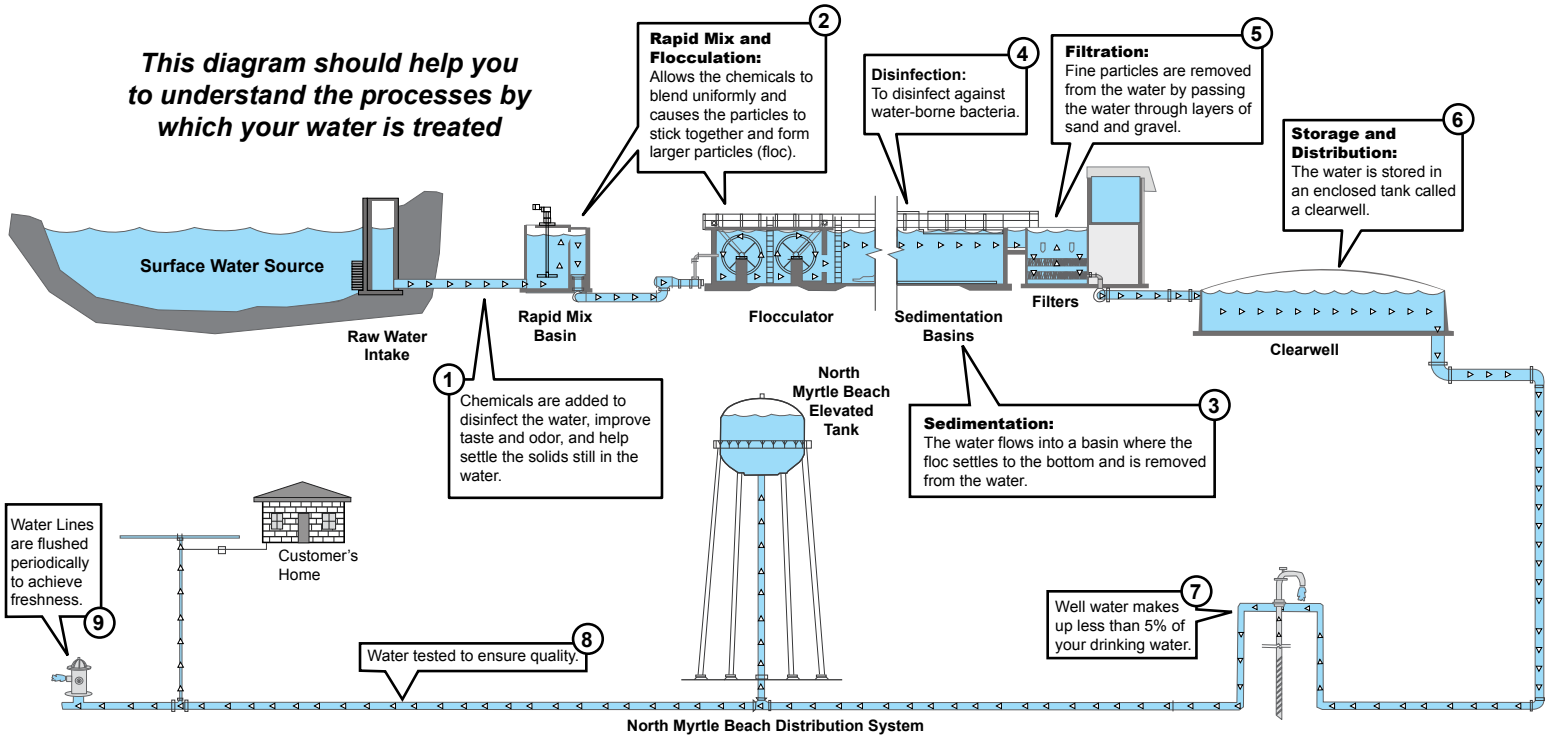 This diagram should help you
to understand the processes by
which your water is treated
2
Rapid Mix and
Flocculation:
Allows the chemicals to
blend uniformly and
causes the particles to
stick together and form
larger particles (floc).
4
Disinfection:
To disinfect against
water-borne bacteria.
5
Filtration:
Fine particles are removed
from the water by passing
the water through layers of
sand and gravel.
6
Storage and
Distribution:
The water is stored in
an enclosed tank called
a clearwell.
Surface Water Source
Raw Water
Intake
Rapid Mix
Basin
Flocculator
Sedimentation
Basins
Filters
Clearwell
1
Chemicals are added to
disinfect the water, improve
taste and odor, and help
settle the solids still in the
water.
North
Myrtle Beach
Elevated
Tank
3
Sedimentation:
The water flows into a basin where the
floc settles to the bottom and is removed
from the water.
Water Lines
are flushed
periodically
to achieve
freshness.
9
Customer's
Home
8
Water tested to ensure quality.
7
Well water makes
up less than 5% of
your drinking water.
North Myrtle Beach Distribution System